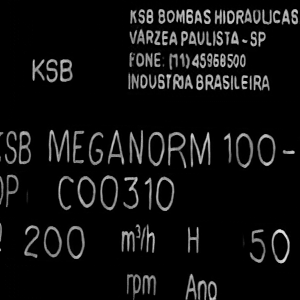 KSB BOMBAS HIDRAULICAS
VARZEA PAULISTA - SP
FONE: (11) 45968500
INDUSTRIA BRASILEIRA
KSB
KSB MEGANORM 100-
OP C00310
200 m³/h H 50
rpm Ano